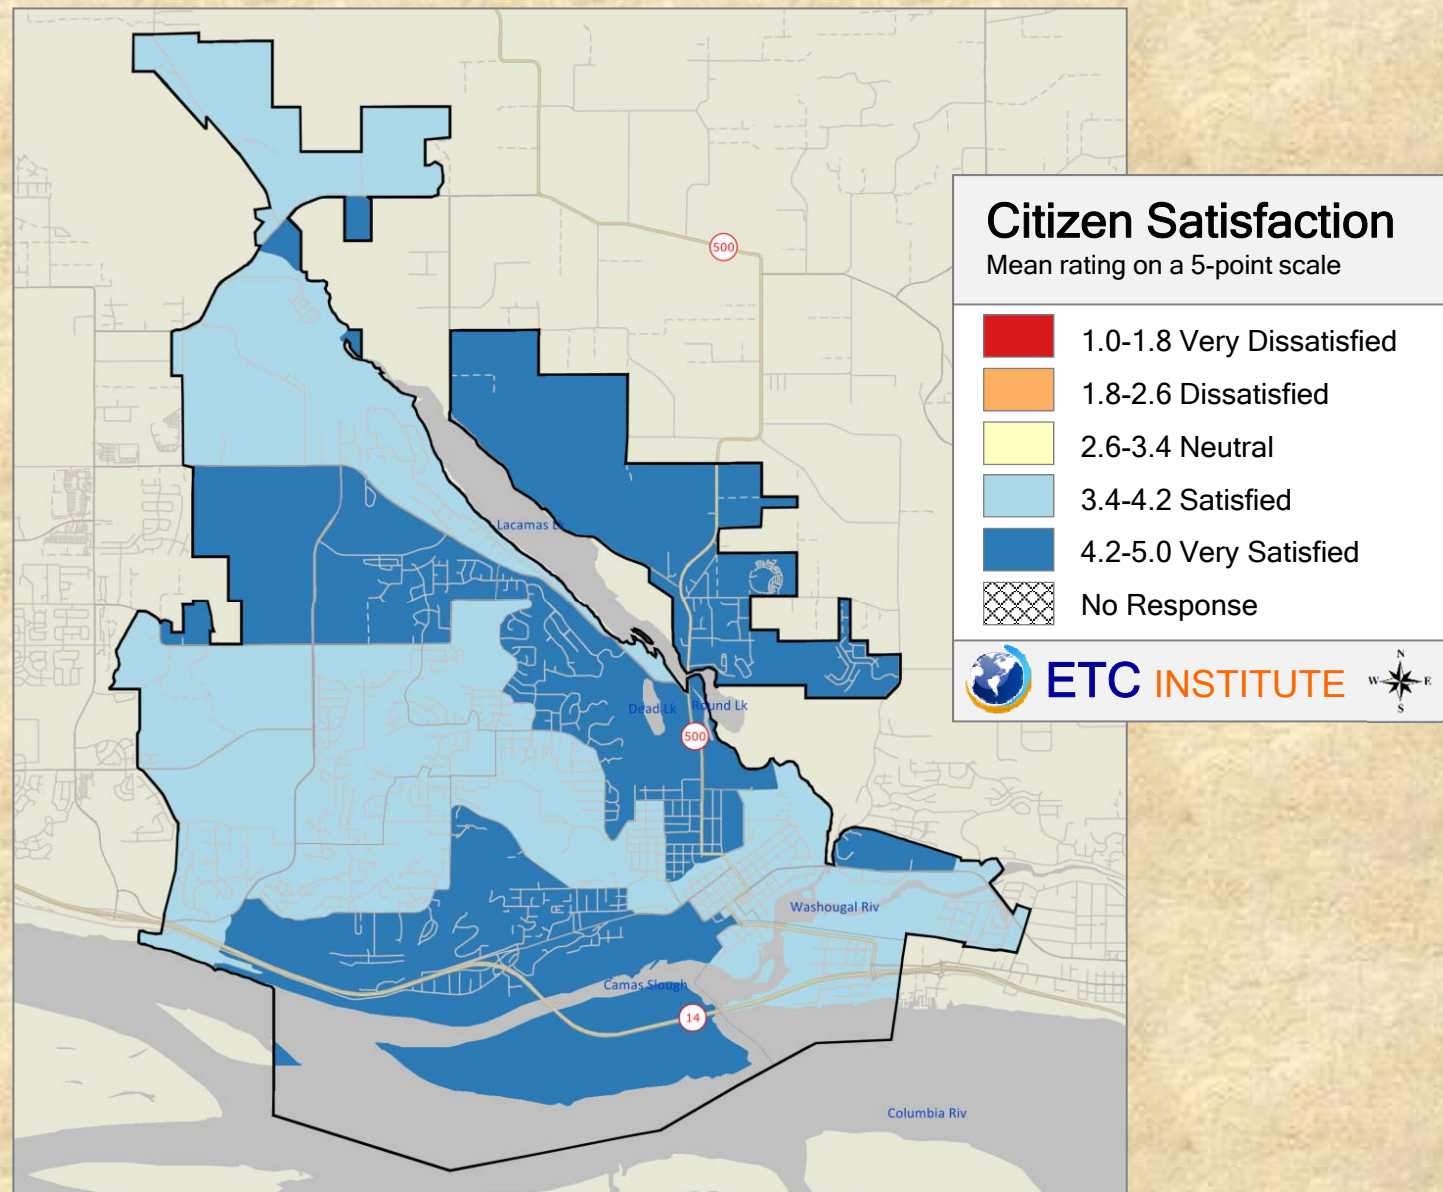 500
Citizen Satisfaction
Mean rating on a 5-point scale
1.0-1.8 Very Dissatisfied
1.8-2.6 Dissatisfied
2.6-3.4 Neutral
3.4-4.2 Satisfied
4.2-5.0 Very Satisfied
No Response
ETC INSTITUTE
N
W E
S
Lacamas Lk
Dead Lk
Round Lk
500
Washougal Riv
Camas Slough
14
Columbia Riv